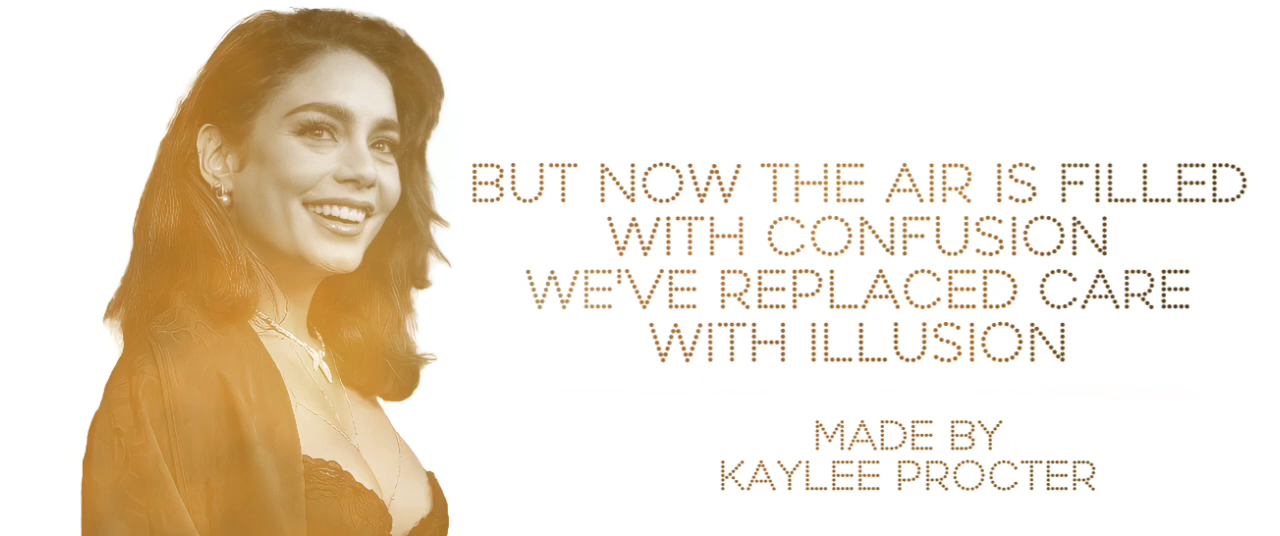 BUT NOW THE AIR IS FILLED
WITH CONFUSION
WE'VE REPLACED CARE
WITH ILLUSION
MADE BY
KAYLEE PROCTER